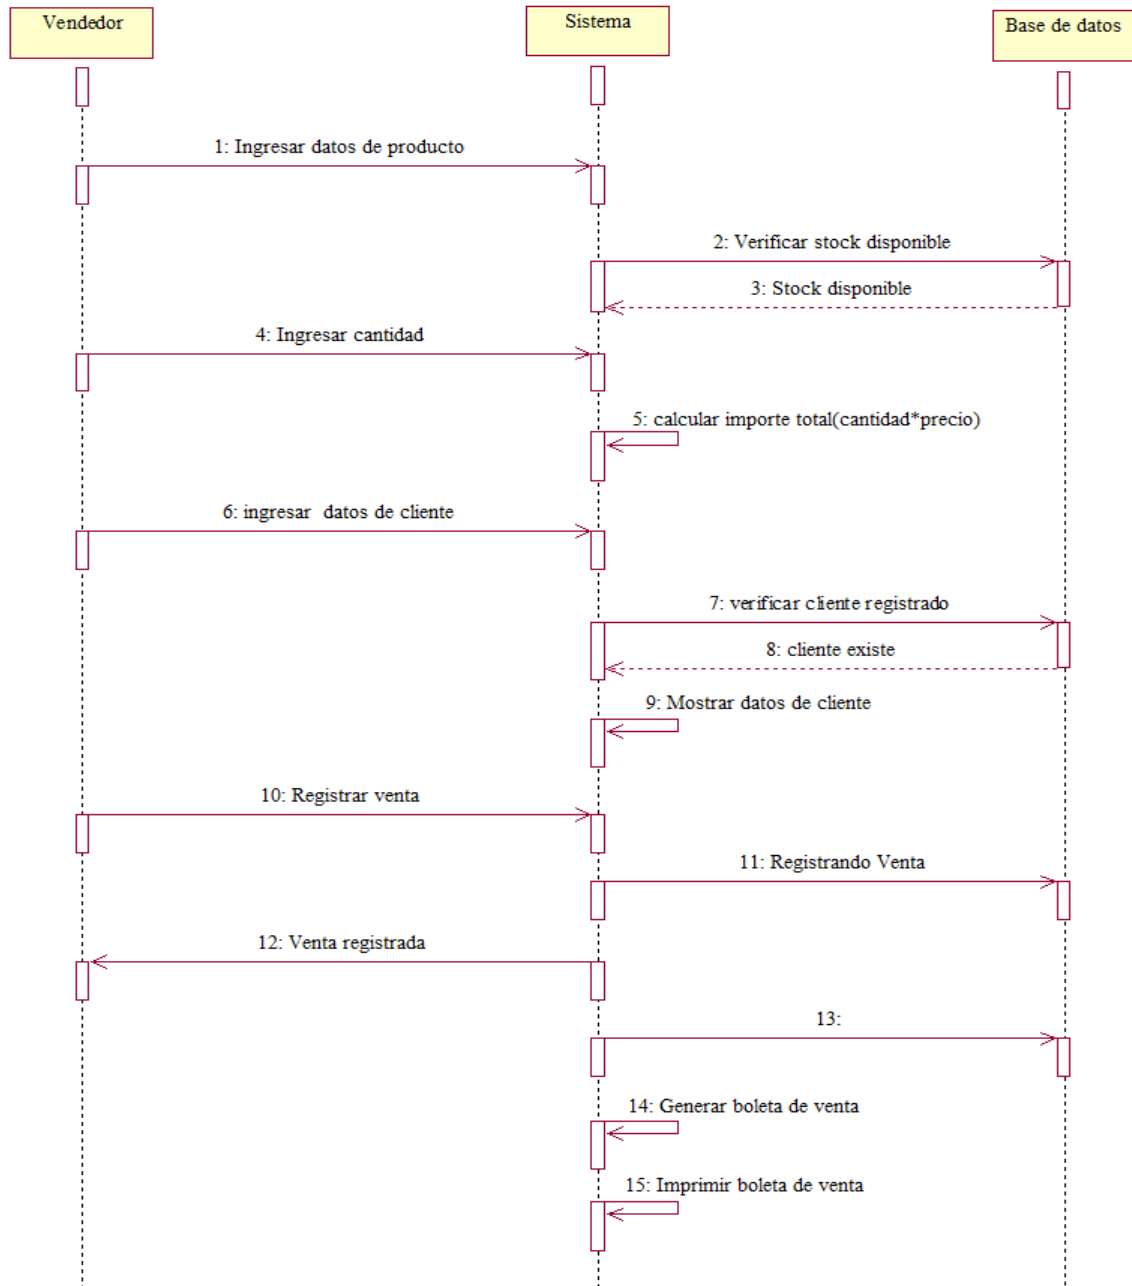 Vendedor
Sistema
Base de datos
1: Ingresar datos de producto
2: Verificar stock disponible
3: Stock disponible
4: Ingresar cantidad
5: calcular importe total(cantidad*precio)
6: ingresar  datos de cliente
7: verificar cliente registrado
8: cliente existe
9: Mostrar datos de cliente
10: Registrar venta
11: Registrando Venta
12: Venta registrada
13:
14: Generar boleta de venta
15: Imprimir boleta de venta